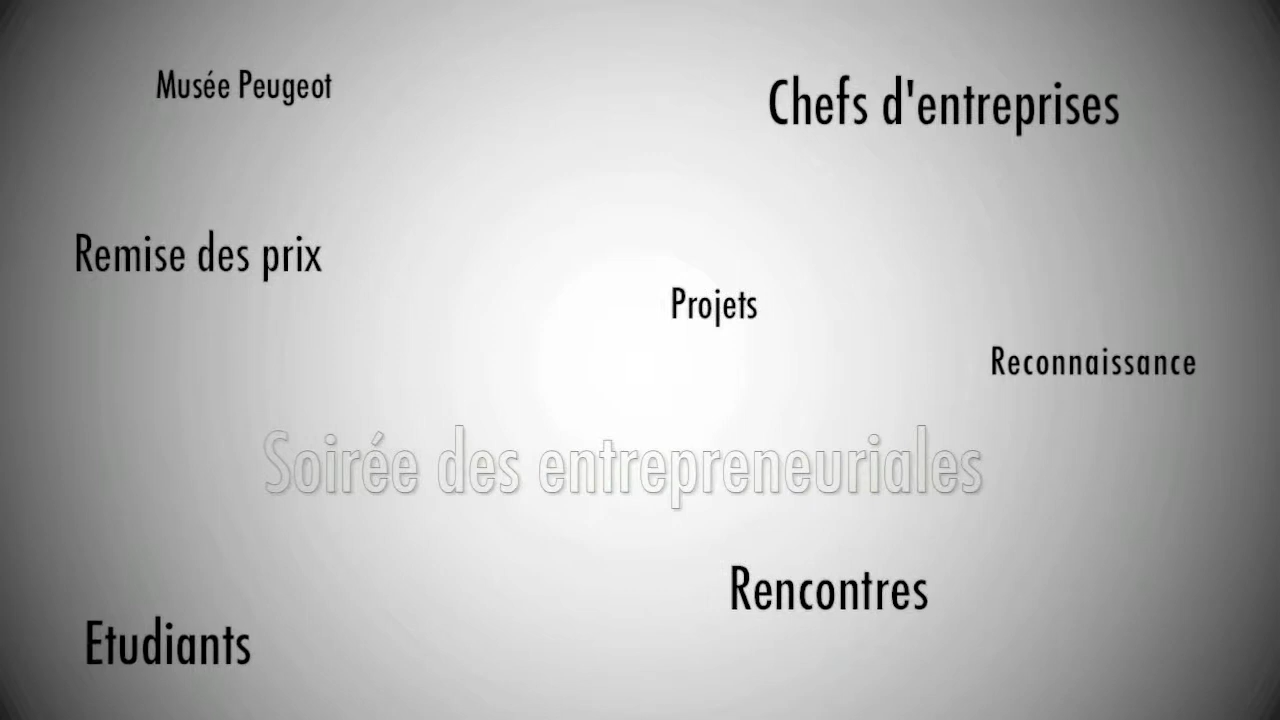 Musée Peugeot
Chefs d'entreprises
Remise des prix
Projets
Reconnaissance
Soirée des entrepreneuriales
Rencontres
Etudiants